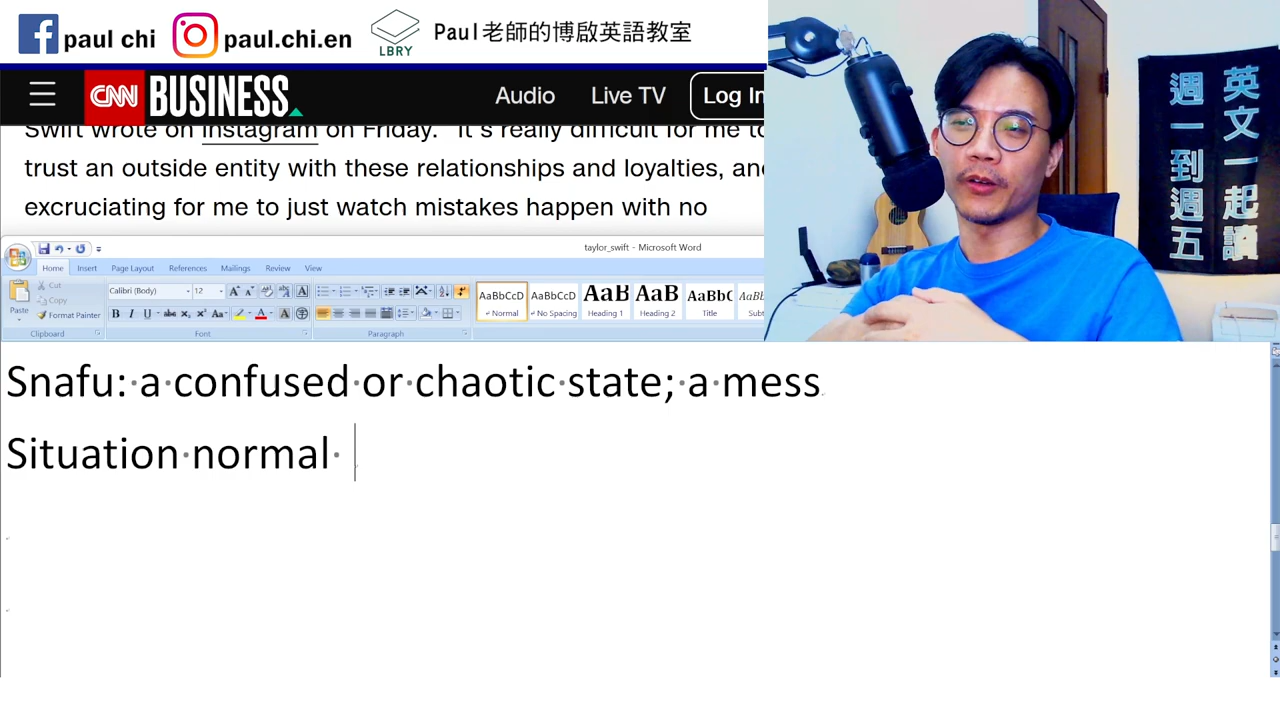 paul chi
paul.chi.en
LBRY
Paul老師的博啟英語教室
CNN BUSINESS
Audio
Live TV
Log In
Swift wrote on Instagram on Friday. "It's really difficult for me to
trust an outside entity with these relationships and loyalties, and
excruciating for me to just watch mistakes happen with no
英文一起讀
週一到週五
taylor_swift - Microsoft Word
Home Insert Page Layout References Mailings Review View
Paste
Cut
Copy
Format Painter
Calibri (Body) 12
AaBbCcD AaBbCcD AaBbCc AaBbCc AaBbC
Normal No Spacing Heading 1 Heading 2 Title Subt
Clipboard Font Paragraph
Snafu: a confused or chaotic state; a mess
Situation normal